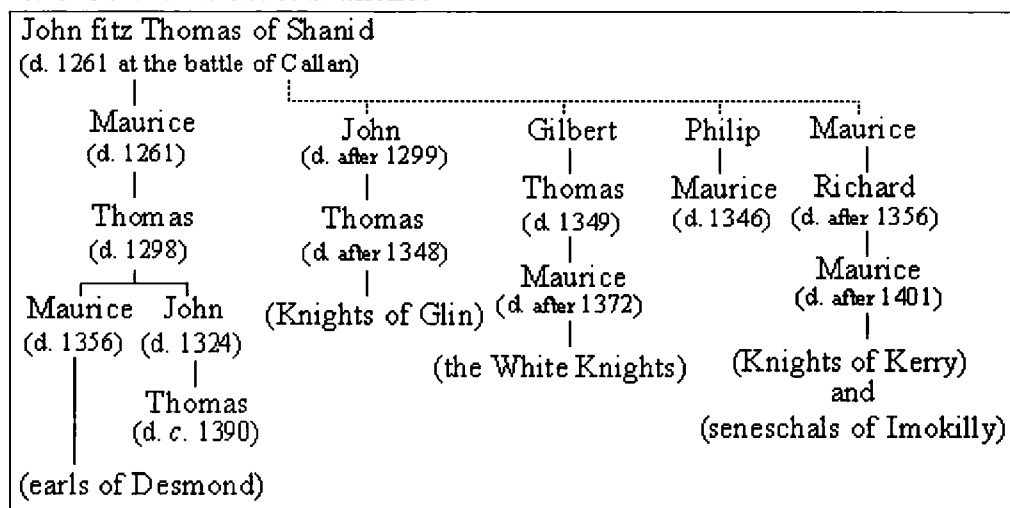 John fitz Thomas of Shanid
(d. 1261 at the battle of Callan)
Maurice
(d. 1261)
Thomas
(d. 1298)
Maurice
(d. 1356)
(earls of Desmond)
John
(d. 1324)
Thomas
(d. c. 1390)
John
(d. after 1299)
Thomas
(d. after 1348)
(Knights of Glin)
Gilbert
Thomas
(d. 1349)
Maurice
(d. after 1372)
(the White Knights)
Philip
Maurice
(d. 1346)
Maurice
Richard
(d. after 1356)
Maurice
(d. after 1401)
(Knights of Kerry)
and
(seneschals of Imokilly)